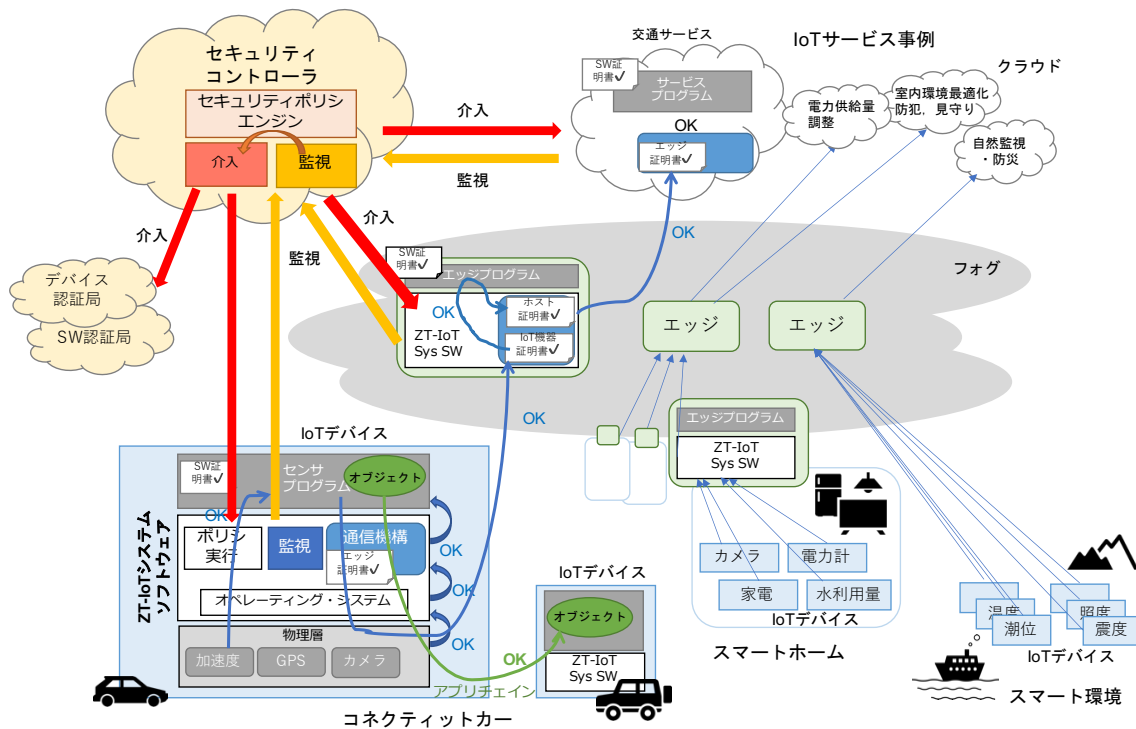 セキュリティ
コントローラ
セキュリティポリシ
エンジン
介入
監視
介入
監視
介入
監視
介入
デバイス
認証局
SW認証局
交通サービス
SW証
明書✓
サービス
プログラム
OK
エッジ
証明書✓
IoTサービス事例
クラウド
電力供給量
調整
室内環境最適化
防犯，見守り
自然監視
・防災
OK
フォグ
SW証
明書✓
エッジプログラム
OK
ZT-IoT
Sys SW
ホスト
証明書✓
IoT機器
証明書✓
エッジ
エッジ
OK
エッジプログラム
ZT-IoT
Sys SW
IoTデバイス
ZT-IoTシステム
ソフトウェア
SW証
明書✓
センサ
プログラム
オブジェクト
OK
ポリシ
実行
監視
通信機構
エッジ
証明書✓
OK
オペレーティング・システム
OK
物理層
OK
加速度
GPS
カメラ
アプリチェイン
OK
コネクティットカー
IoTデバイス
オブジェクト
ZT-IoT
Sys SW
カメラ
電力計
家電
水利用量
IoTデバイス
スマートホーム
温度
照度
潮位
震度
IoTデバイス
スマート環境